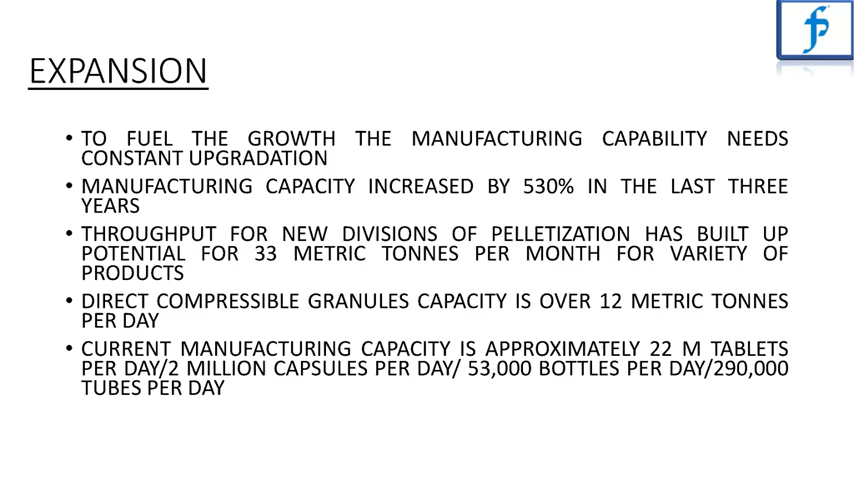 EXPANSION
• TO FUEL THE GROWTH THE MANUFACTURING CAPABILITY NEEDS
CONSTANT UPGRADATION
• MANUFACTURING CAPACITY INCREASED BY 530% IN THE LAST THREE
YEARS
• THROUGHPUT FOR NEW DIVISIONS OF PELLETIZATION HAS BUILT UP
POTENTIAL FOR 33 METRIC TONNES PER MONTH FOR VARIETY OF
PRODUCTS
• DIRECT COMPRESSIBLE GRANULES CAPACITY IS OVER 12 METRIC TONNES
PER DAY
• CURRENT MANUFACTURING CAPACITY IS APPROXIMATELY 22 M TABLETS
PER DAY/2 MILLION CAPSULES PER DAY/ 53,000 BOTTLES PER DAY/290,000
TUBES PER DAY